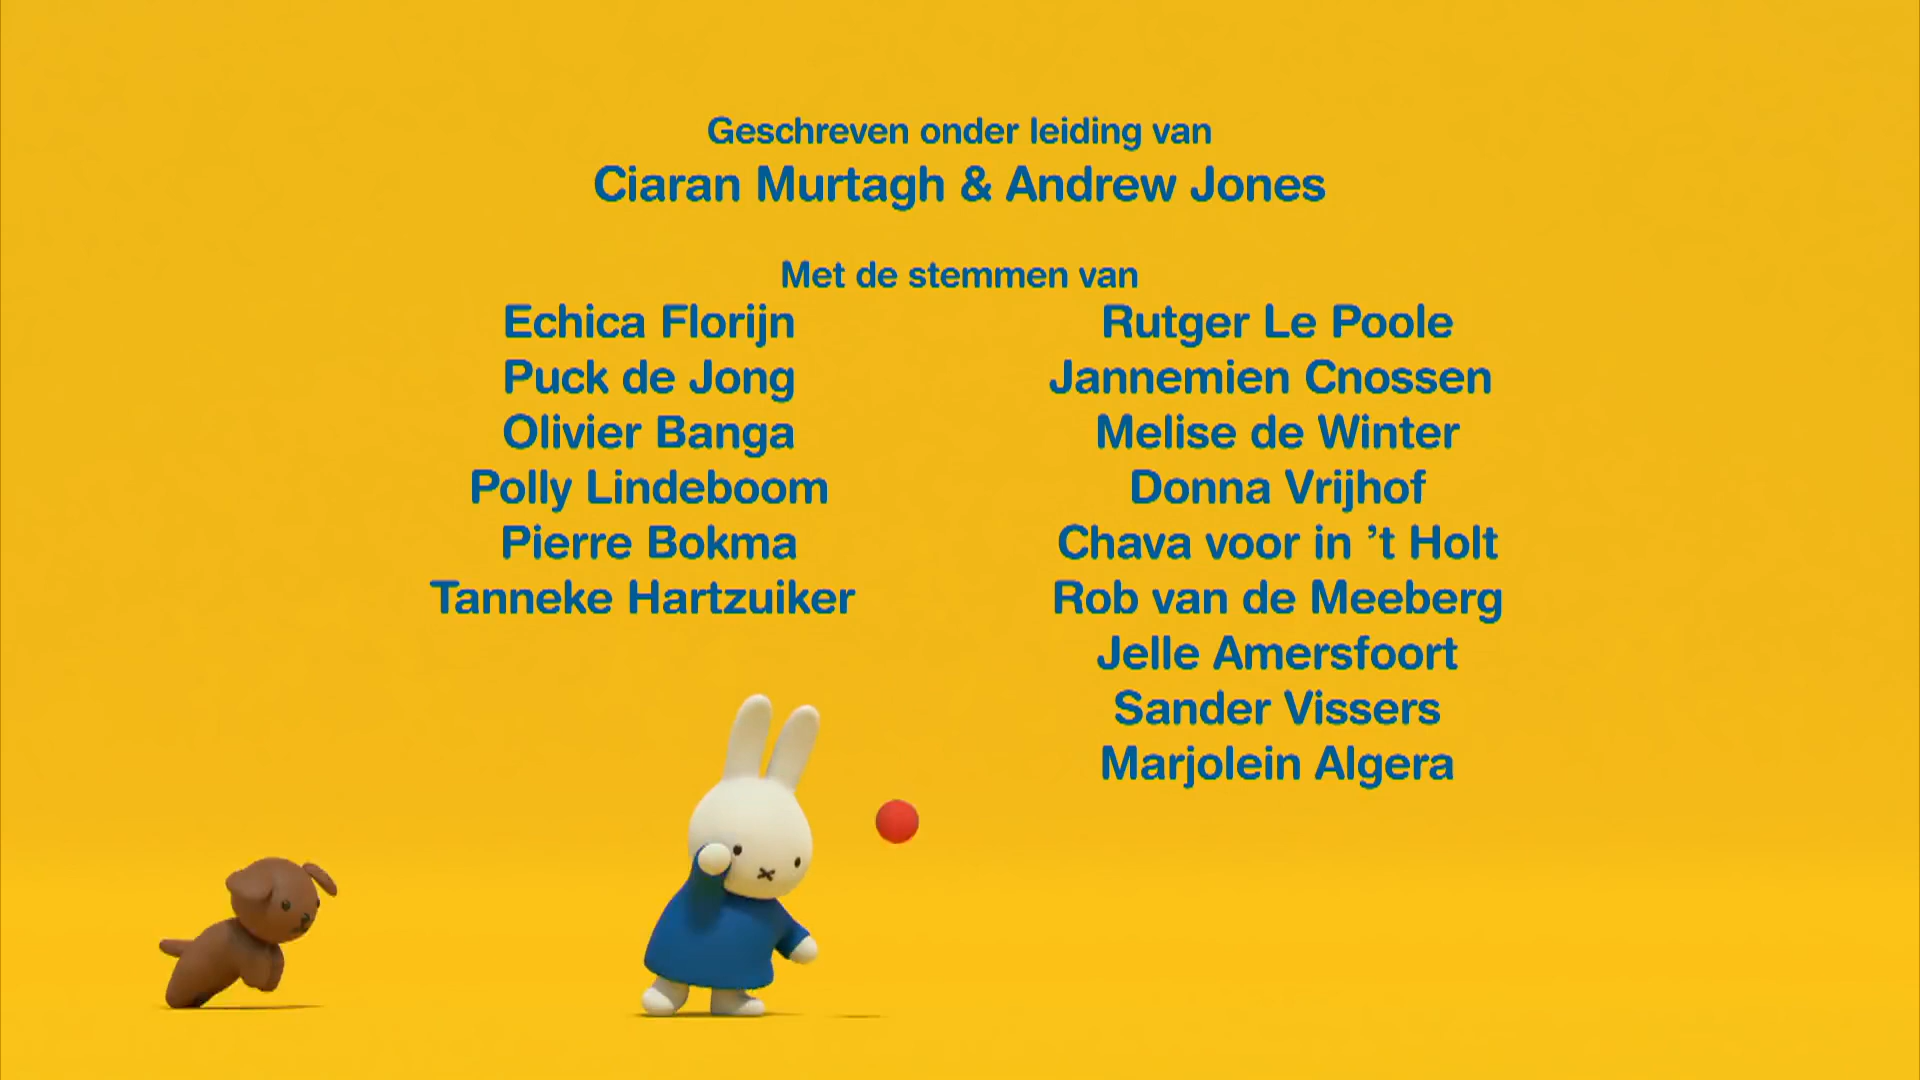 Geschreven onder leiding van
Ciaran Murtagh & Andrew Jones
Met de stemmen van
Echica Florijn
Puck de Jong
Olivier Banga
Polly Lindeboom
Pierre Bokma
Tanneke Hartzuiker
Rutger Le Poole
Jannemien Cnossen
Melise de Winter
Donna Vrijhof
Chava voor in ’t Holt
Rob van de Meeberg
Jelle Amersfoort
Sander Vissers
Marjolein Algera